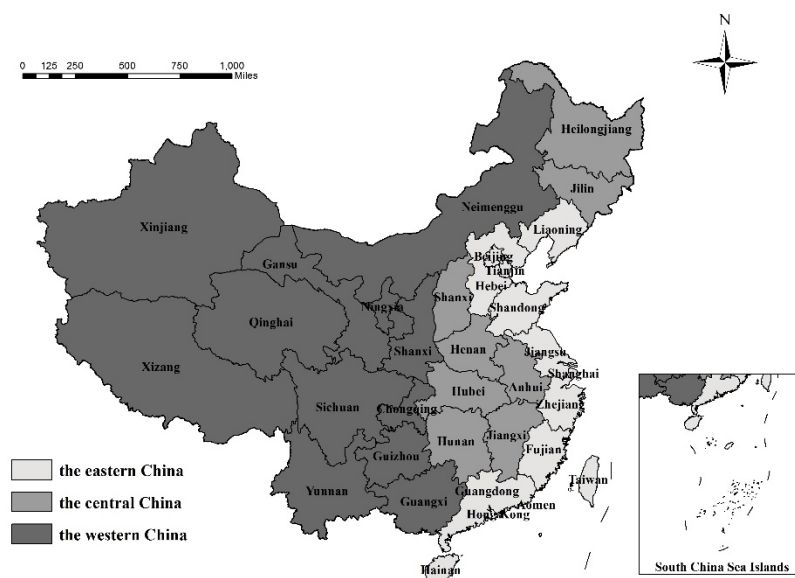 N
0 125 250 500 750 1,000
Miles
Heilongjiang
Jilin
Xinjiang
Neimenggu
Liaoning
Gansu
Beijing
Tianjin
Hebei
Ningxia
Shanxi
Shandong
Qinghai
Shanxi
Henan
Jiangsu
Xizang
Shanghai
Hubei
Anhui
Sichuan
Chongqing
Zhejiang
Hunan
Jiangxi
Guizhou
Fujian
the eastern China
Taiwan
Yunnan
Guangxi
Guangdong
the central China
Aomen
Hong Kong
the western China
Hainan
South China Sea Islands